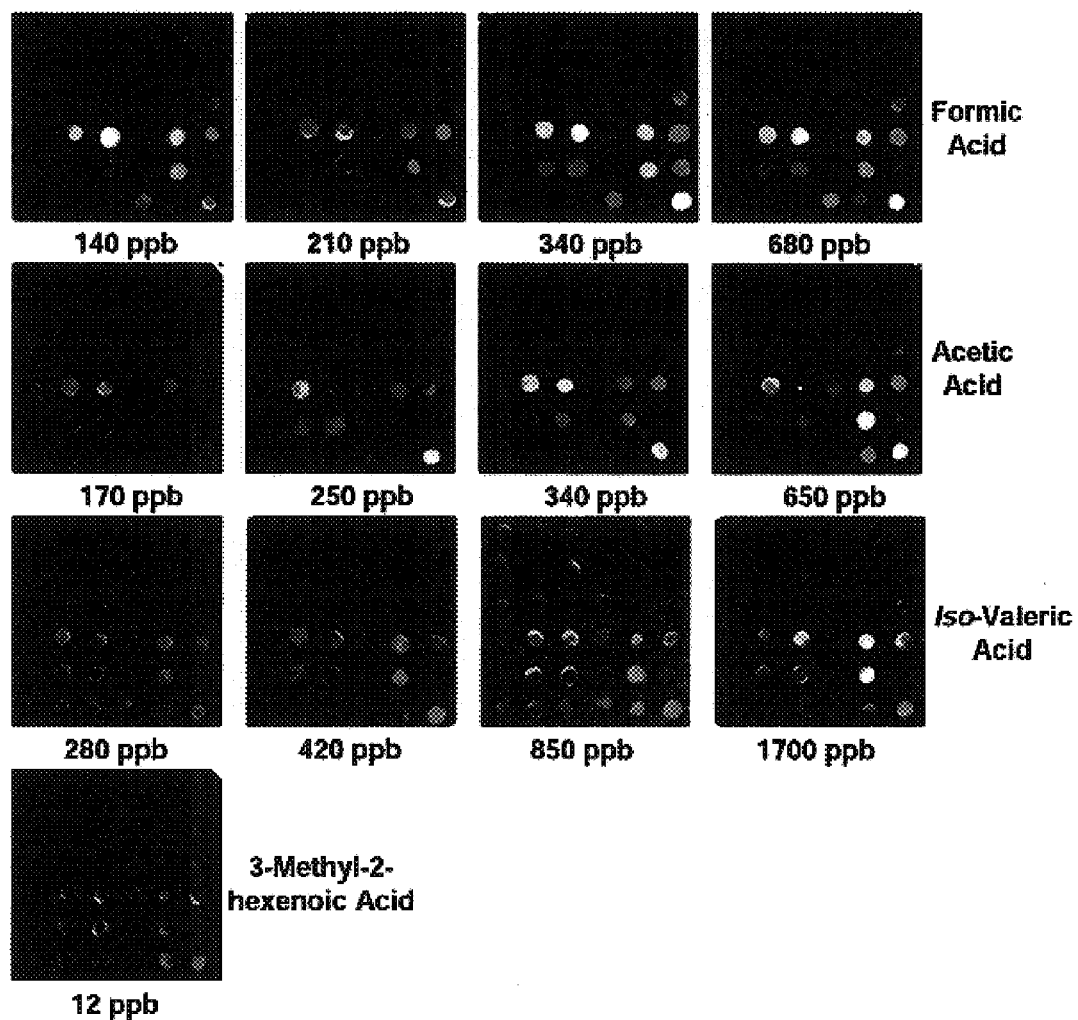 Formic
Acid
140 ppb 210 ppb 340 ppb 680 ppb
Acetic
Acid
170 ppb 250 ppb 340 ppb 650 ppb
Iso-Valeric
Acid
280 ppb 420 ppb 850 ppb 1700 ppb
3-Methyl-2-
hexenoic Acid
12 ppb